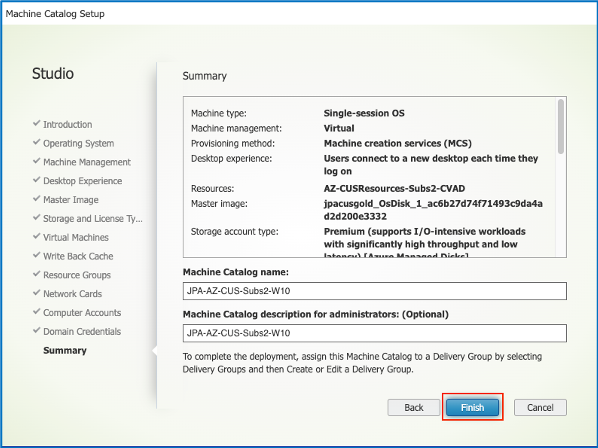 Machine Catalog Setup
Studio
Introduction
Operating System
Machine Management
Desktop Experience
Master Image
Storage and License Ty...
Virtual Machines
Write Back Cache
Resource Groups
Network Cards
Computer Accounts
Domain Credentials
Summary
Summary
Machine type: Single-session OS
Machine management: Virtual
Provisioning method: Machine creation services (MCS)
Desktop experience: Users connect to a new desktop each time they
log on
Resources: AZ-CUSResources-Subs2-CVAD
Master image: jpacusgold_OsDisk_1_ac6b27d74f71493c9da4a
d2d200e3332
Storage account type: Premium (supports I/O-intensive workloads
with significantly high throughput and low
latency) [Azure Managed Disks]
Machine Catalog name:
JPA-AZ-CUS-Subs2-W10
Machine Catalog description for administrators: (Optional)
JPA-AZ-CUS-Subs2-W10
To complete the deployment, assign this Machine Catalog to a Delivery Group by selecting
Delivery Groups and then Create or Edit a Delivery Group.
Back
Finish
Cancel